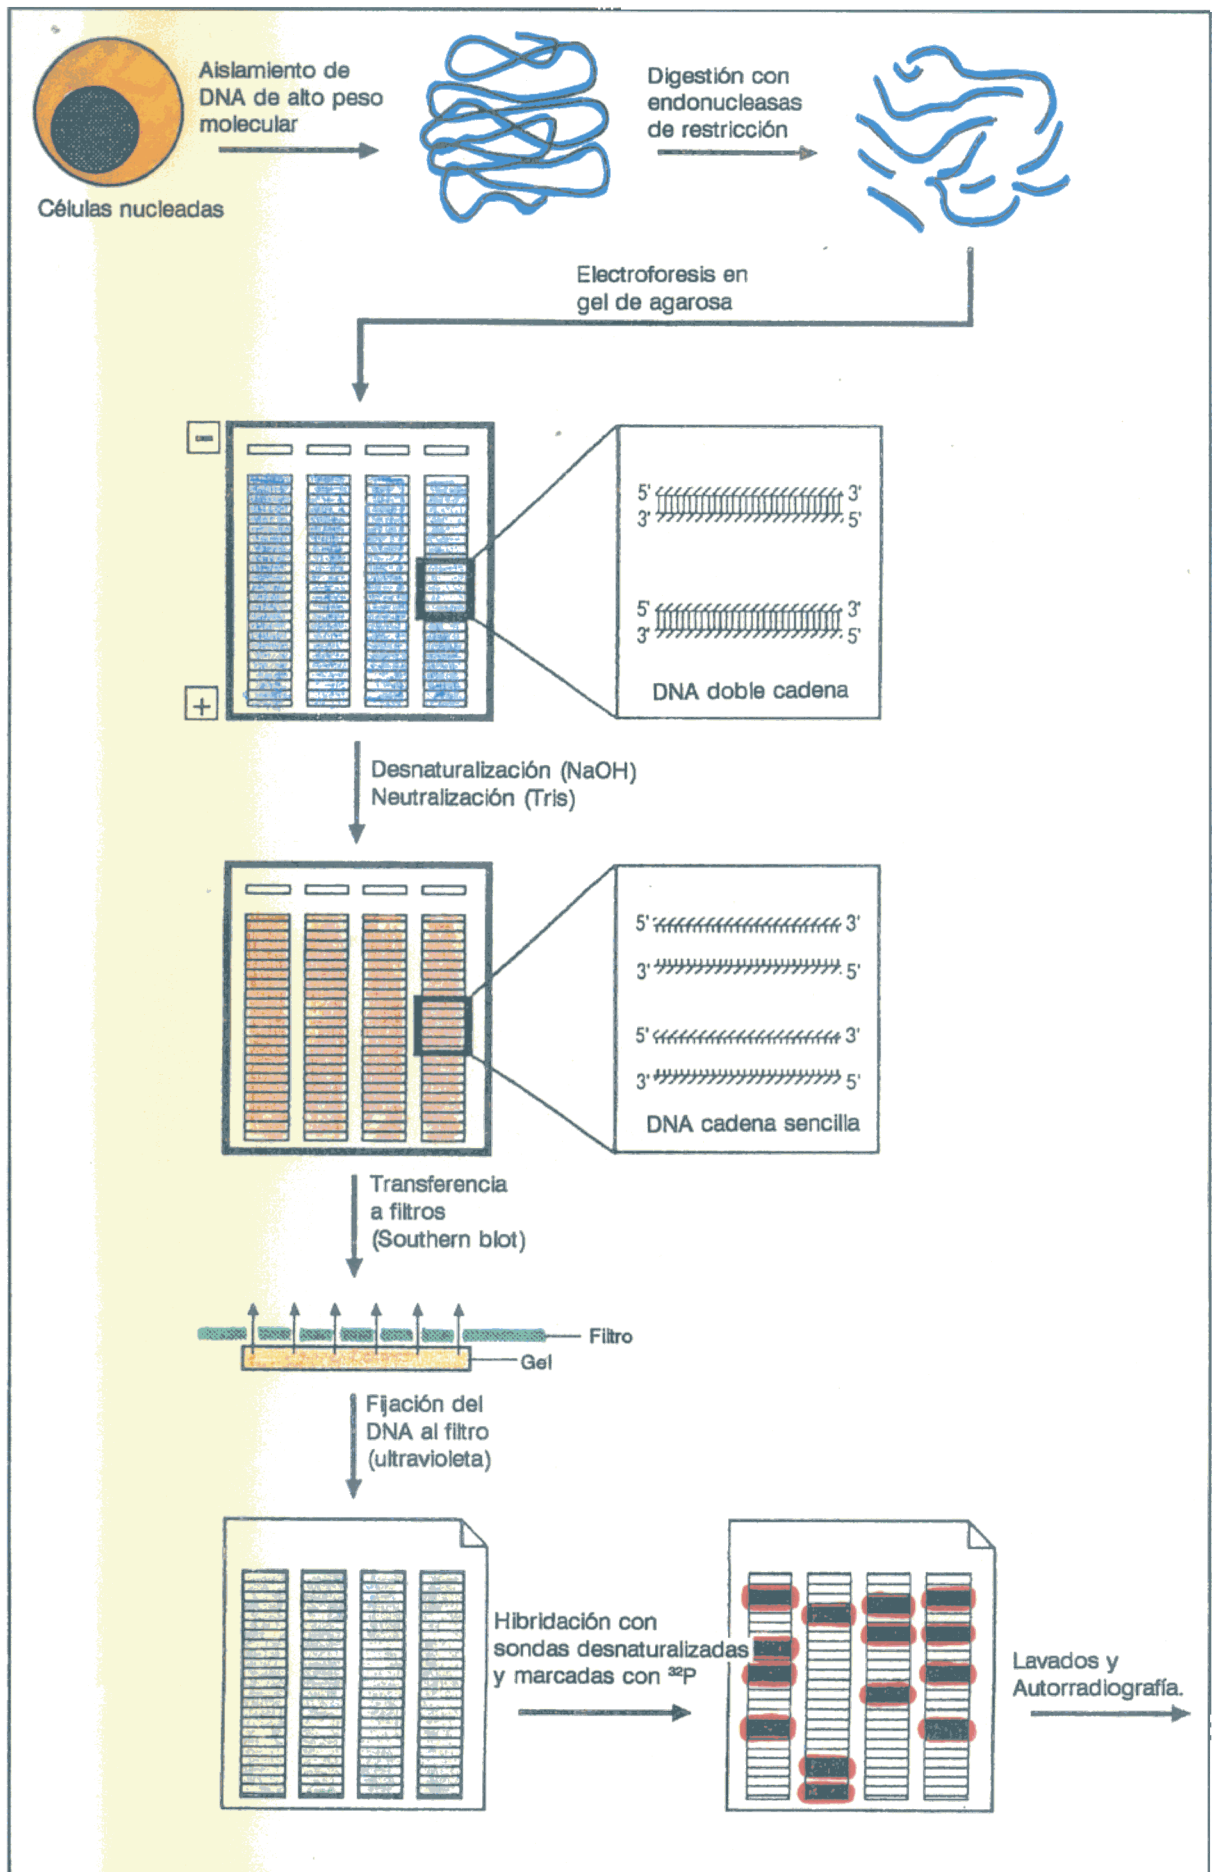 Aislamiento de
DNA de alto peso
molecular
Digestión con
endonucleasas
de restricción
Células nucleadas
Electroforesis en
gel de agarosa
-
5' 3'
3' 5'
5' 3'
3' 5'
DNA doble cadena
+
Desnaturalización (NaOH)
Neutralización (Tris)
5' 3'
3' 5'
5' 3'
3' 5'
DNA cadena sencilla
Transferencia
a filtros
(Southern blot)
Filtro
Gel
Fijación del
DNA al filtro
(ultravioleta)
Hibridación con
sondas desnaturalizadas
y marcadas con ³²P
Lavados y
Autorradiografía.